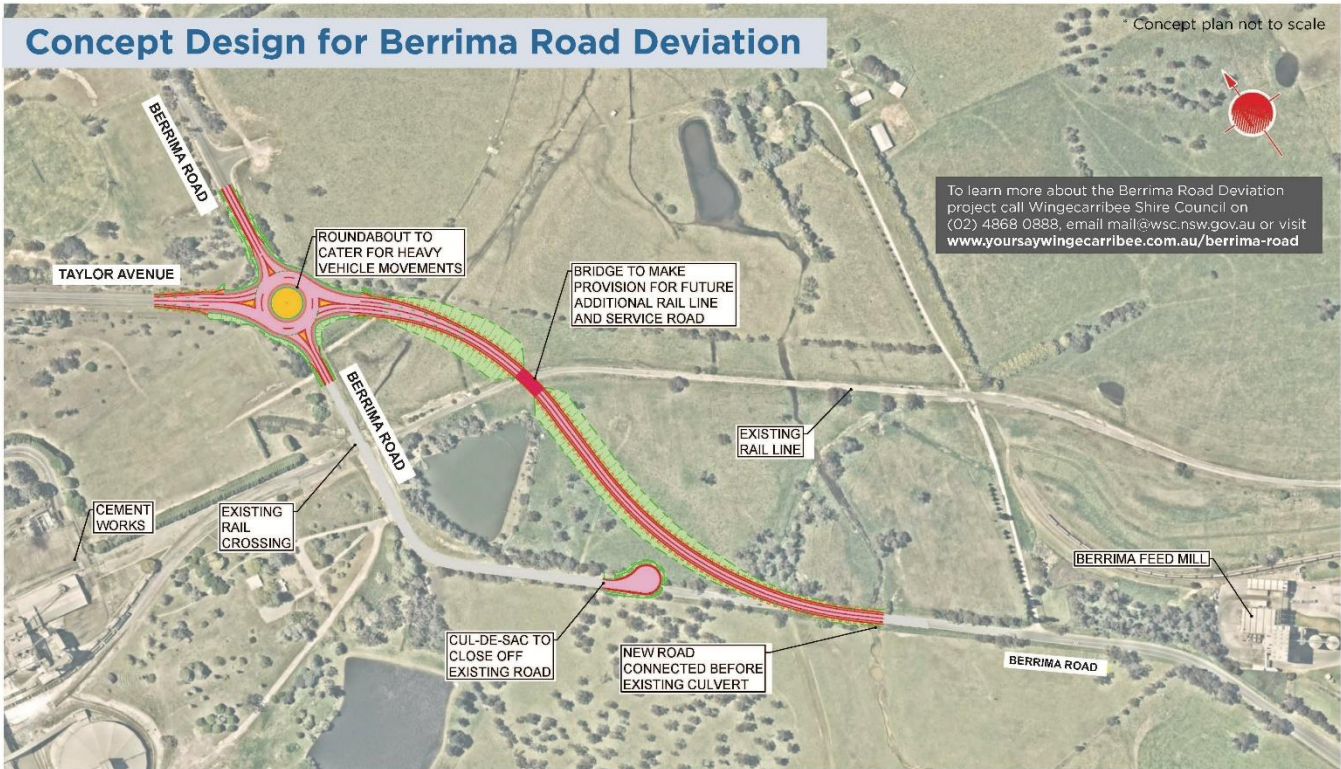 Concept Design for Berrima Road Deviation
* Concept plan not to scale
BERRIMA ROAD
To learn more about the Berrima Road Deviation
project call Wingecarribee Shire Council on
(02) 4868 0888, email mail@wsc.nsw.gov.au or visit
www.yoursaywingecarribee.com.au/berrima-road
ROUNDABOUT TO
CATER FOR HEAVY
VEHICLE MOVEMENTS
TAYLOR AVENUE
BRIDGE TO MAKE
PROVISION FOR FUTURE
ADDITIONAL RAIL LINE
AND SERVICE ROAD
BERRIMA ROAD
EXISTING
RAIL LINE
CEMENT
WORKS
EXISTING
RAIL
CROSSING
BERRIMA FEED MILL
CUL-DE-SAC TO
CLOSE OFF
EXISTING ROAD
NEW ROAD
CONNECTED BEFORE
EXISTING CULVERT
BERRIMA ROAD